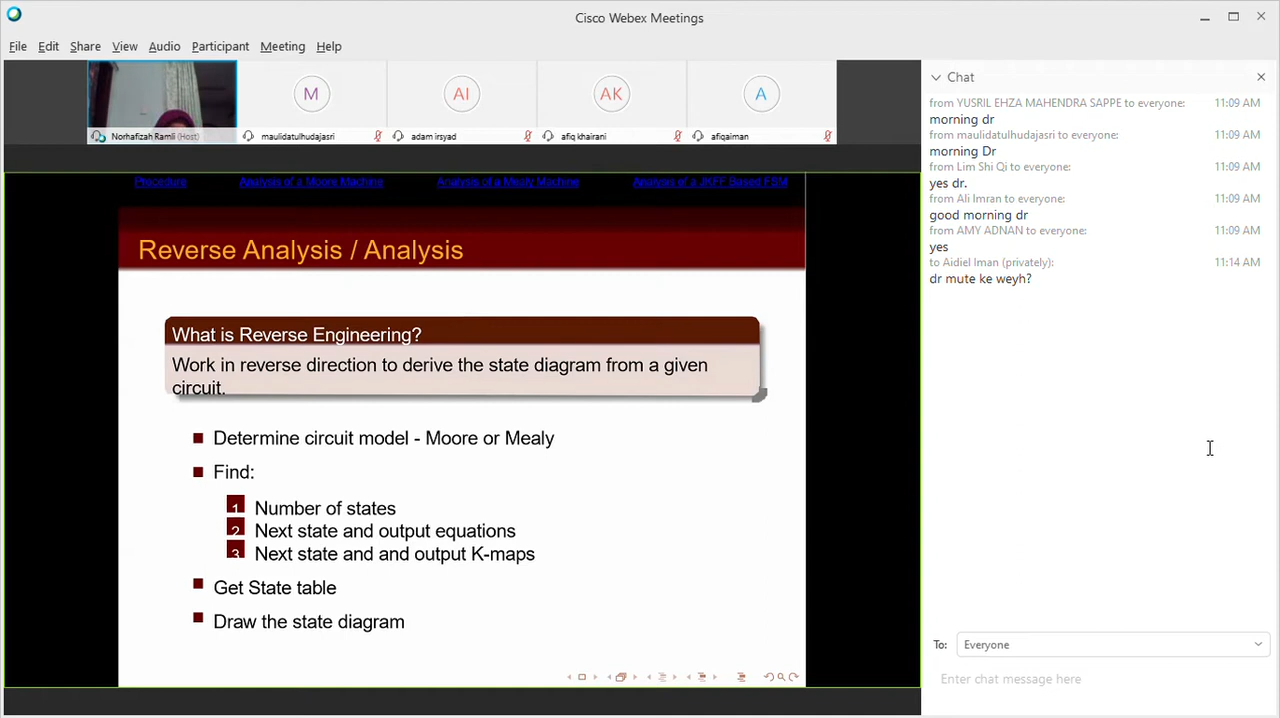 Cisco Webex Meetings
File Edit Share View Audio Participant Meeting Help
M AI AK A
Norhafizah Ramli (Host) maulidatulhudajasri adam irsyad afiq khairani afiqaiman
Procedure Analysis of a Moore Machine Analysis of a Mealy Machine Analysis of a JKFF Based FSM
Reverse Analysis / Analysis
What is Reverse Engineering?
Work in reverse direction to derive the state diagram from a given
circuit.
Determine circuit model - Moore or Mealy
Find:
1 Number of states
2 Next state and output equations
3 Next state and and output K-maps
Get State table
Draw the state diagram
Chat
from YUSRIL EHZA MAHENDRA SAPPE to everyone: 11:09 AM
morning dr
from maulidatulhudajasri to everyone: 11:09 AM
morning Dr
from Lim Shi Qi to everyone: 11:09 AM
yes dr.
from Ali Imran to everyone: 11:09 AM
good morning dr
from AMY ADNAN to everyone: 11:09 AM
yes
to Aidiel Iman (privately): 11:14 AM
dr mute ke weyh?
To: Everyone
Enter chat message here